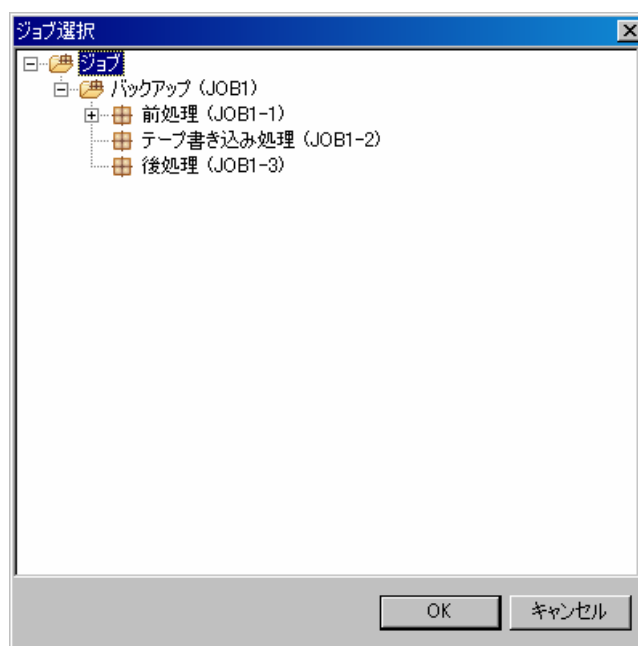 ジョブ選択
ジョブ
バックアップ (JOB1)
前処理 (JOB1-1)
テープ書き込み処理 (JOB1-2)
後処理 (JOB1-3)
OK
キャンセル